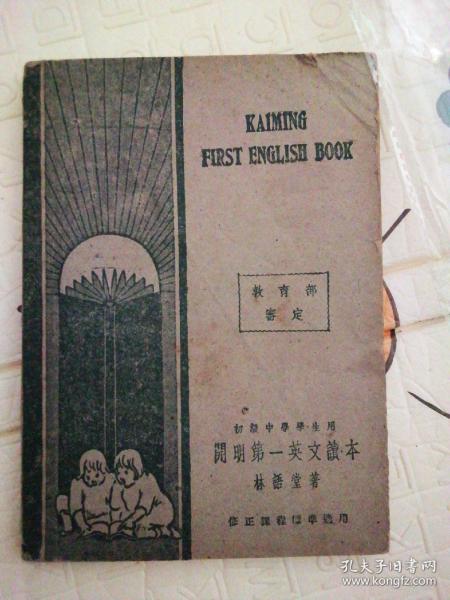 KAIMING
FIRST ENGLISH BOOK
教育部
審定
初級中學學生用
開明第一英文讀本
林語堂著
修正課程標準適用
孔夫子旧书网
www.kongfz.com